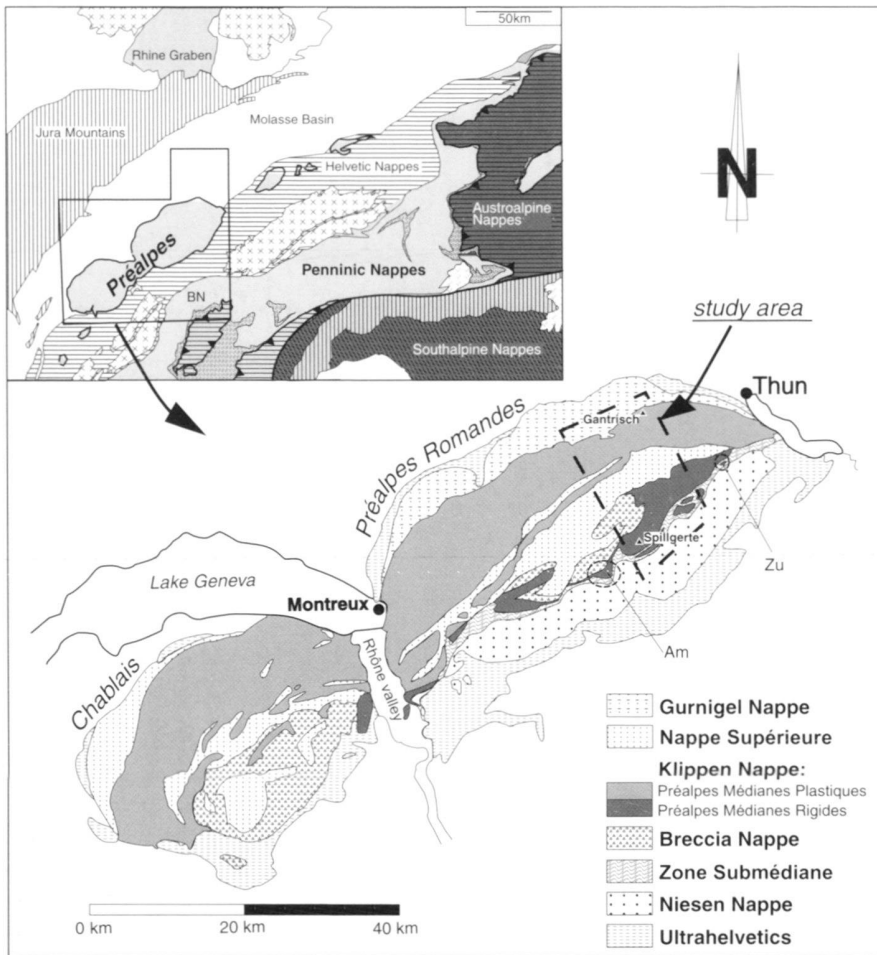 50km
Rhine Graben
Jura Mountains
Molasse Basin
Helvetic Nappes
Austroalpine
Nappes
Préalpes
Penninic Nappes
BN
Southalpine Nappes
N
study area
Thun
Gantrisch
Préalpes Romandes
Spillgerte
Zu
Am
Lake Geneva
Montreux
Rhône valley
Chablais
Gurnigel Nappe
Nappe Supérieure
Klippen Nappe:
Préalpes Médianes Plastiques
Préalpes Médianes Rigides
Breccia Nappe
Zone Submédiane
Niesen Nappe
Ultrahelvetics
0 km 20 km 40 km